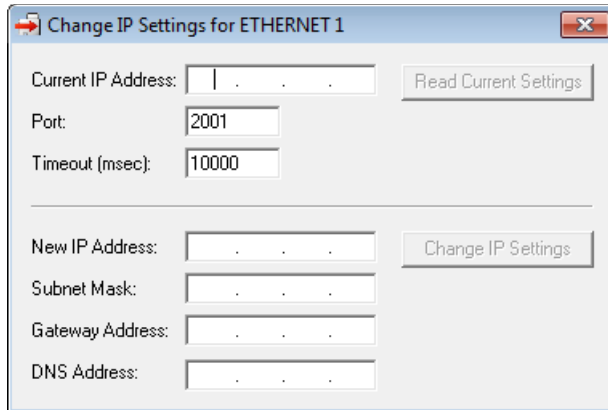 Change IP Settings for ETHERNET 1
Current IP Address: . . . Read Current Settings
Port: 2001
Timeout (msec): 10000
New IP Address: . . . Change IP Settings
Subnet Mask: . . .
Gateway Address: . . .
DNS Address: . . .